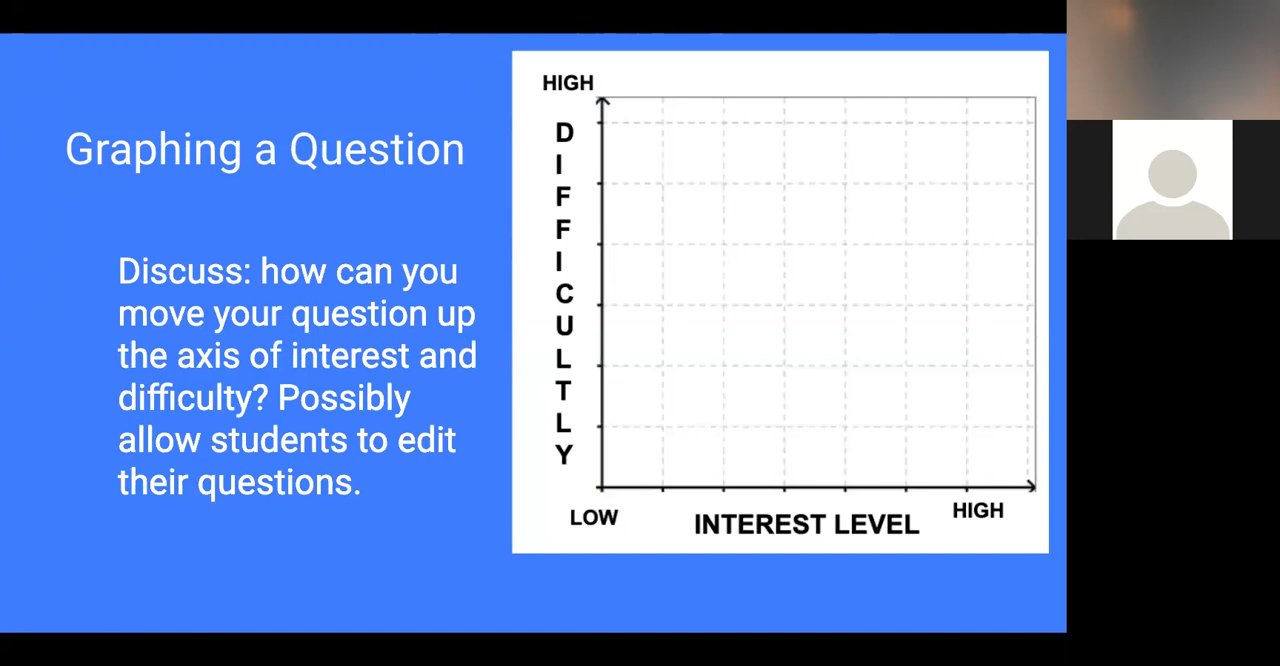 Graphing a Question
Discuss: how can you
move your question up
the axis of interest and
difficulty? Possibly
allow students to edit
their questions.
HIGH
D
I
F
F
I
C
U
L
T
L
Y
LOW
INTEREST LEVEL
HIGH